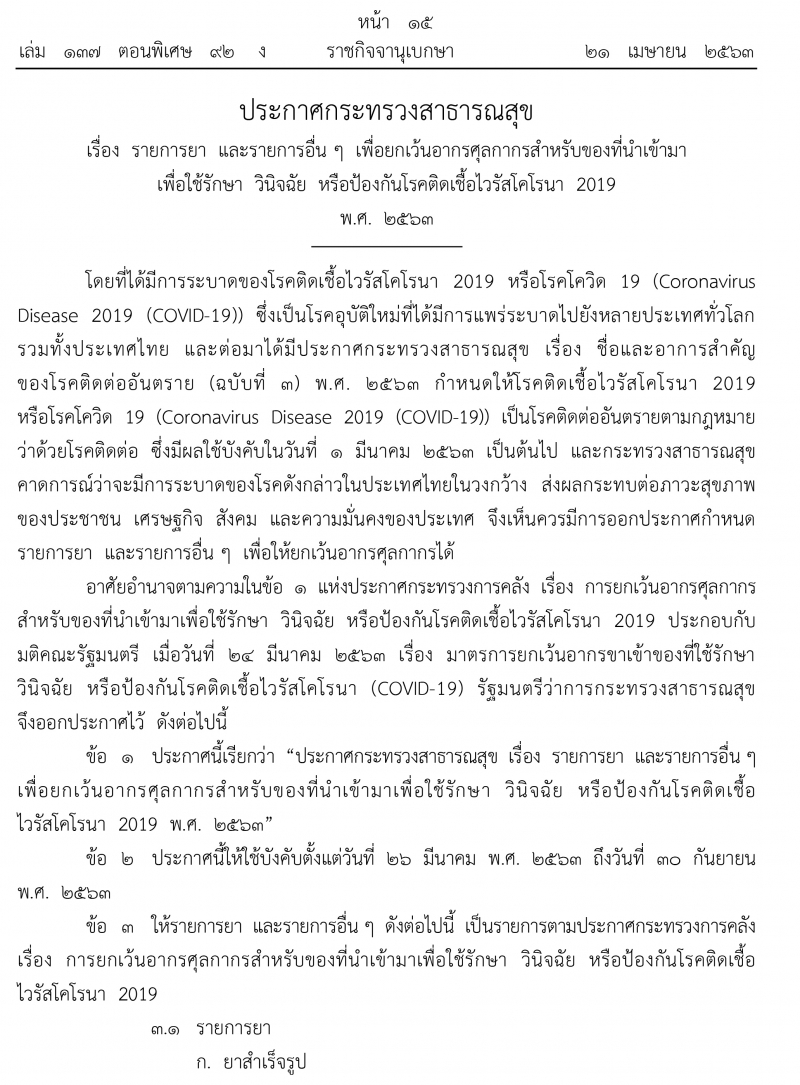 หน้า ๑๕
เล่ม ๑๓๗ ตอนพิเศษ ๙๒ ง ราชกิจจานุเบกษา ๒๑ เมษายน ๒๕๖๓
ประกาศกระทรวงสาธารณสุข
เรื่อง รายการยา และรายการอื่น ๆ เพื่อยกเว้นอากรศุลกากรสำหรับของที่นำเข้ามา
เพื่อใช้รักษา วินิจฉัย หรือป้องกันโรคติดเชื้อไวรัสโคโรนา 2019
พ.ศ. ๒๕๖๓
โดยที่ได้มีการระบาดของโรคติดเชื้อไวรัสโคโรนา 2019 หรือโรคโควิด 19 (Coronavirus
Disease 2019 (COVID-19)) ซึ่งเป็นโรคอุบัติใหม่ที่ได้มีการแพร่ระบาดไปยังหลายประเทศทั่วโลก
รวมทั้งประเทศไทย และต่อมาได้มีประกาศกระทรวงสาธารณสุข เรื่อง ชื่อและอาการสำคัญ
ของโรคติดต่ออันตราย (ฉบับที่ ๓) พ.ศ. ๒๕๖๓ กำหนดให้โรคติดเชื้อไวรัสโคโรนา 2019
หรือโรคโควิด 19 (Coronavirus Disease 2019 (COVID-19)) เป็นโรคติดต่ออันตรายตามกฎหมาย
ว่าด้วยโรคติดต่อ ซึ่งมีผลใช้บังคับในวันที่ ๑ มีนาคม ๒๕๖๓ เป็นต้นไป และกระทรวงสาธารณสุข
คาดการณ์ว่าจะมีการระบาดของโรคดังกล่าวในประเทศไทยในวงกว้าง ส่งผลกระทบต่อภาวะสุขภาพ
ของประชาชน เศรษฐกิจ สังคม และความมั่นคงของประเทศ จึงเห็นควรมีการออกประกาศกำหนด
รายการยา และรายการอื่น ๆ เพื่อให้ยกเว้นอากรศุลกากรได้
อาศัยอำนาจตามความในข้อ ๑ แห่งประกาศกระทรวงการคลัง เรื่อง การยกเว้นอากรศุลกากร
สำหรับของที่นำเข้ามาเพื่อใช้รักษา วินิจฉัย หรือป้องกันโรคติดเชื้อไวรัสโคโรนา 2019 ประกอบกับ
มติคณะรัฐมนตรี เมื่อวันที่ ๒๔ มีนาคม ๒๕๖๓ เรื่อง มาตรการยกเว้นอากรขาเข้าของที่ใช้รักษา
วินิจฉัย หรือป้องกันโรคติดเชื้อไวรัสโคโรนา (COVID-19) รัฐมนตรีว่าการกระทรวงสาธารณสุข
จึงออกประกาศไว้ ดังต่อไปนี้
ข้อ ๑ ประกาศนี้เรียกว่า “ประกาศกระทรวงสาธารณสุข เรื่อง รายการยา และรายการอื่น ๆ
เพื่อยกเว้นอากรศุลกากรสำหรับของที่นำเข้ามาเพื่อใช้รักษา วินิจฉัย หรือป้องกันโรคติดเชื้อ
ไวรัสโคโรนา 2019 พ.ศ. ๒๕๖๓”
ข้อ ๒ ประกาศนี้ให้ใช้บังคับตั้งแต่วันที่ ๒๖ มีนาคม พ.ศ. ๒๕๖๓ ถึงวันที่ ๓๐ กันยายน
พ.ศ. ๒๕๖๓
ข้อ ๓ ให้รายการยา และรายการอื่น ๆ ดังต่อไปนี้ เป็นรายการตามประกาศกระทรวงการคลัง
เรื่อง การยกเว้นอากรศุลกากรสำหรับของที่นำเข้ามาเพื่อใช้รักษา วินิจฉัย หรือป้องกันโรคติดเชื้อ
ไวรัสโคโรนา 2019
๓.๑ รายการยา
ก. ยาสำเร็จรูป